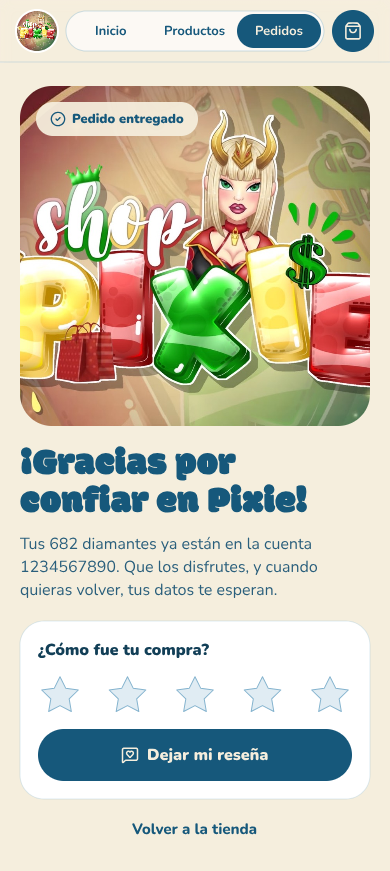 Inicio
Productos
Pedidos
Pedido entregado
shop
PIXIE
$
¡Gracias por
confiar en Pixie!
Tus 682 diamantes ya están en la cuenta
1234567890. Que los disfrutes, y cuando
quieras volver, tus datos te esperan.
¿Cómo fue tu compra?
Dejar mi reseña
Volver a la tienda